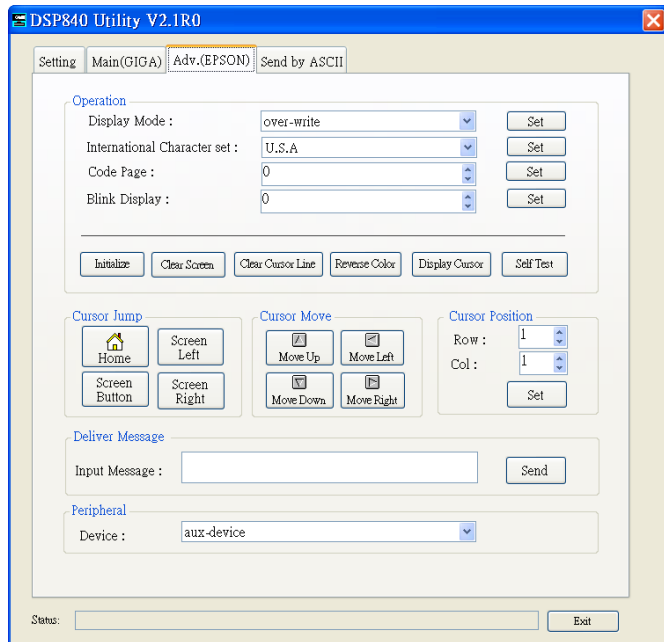 DSP840 Utility V2.1R0
Setting Main(GIGA) Adv.(EPSON) Send by ASCII
Operation
Display Mode : over-write Set
International Character set : U.S.A Set
Code Page : 0 Set
Blink Display : 0 Set
Initialize Clear Screen Clear Cursor Line Reverse Color Display Cursor Self Test
Cursor Jump
Home
Screen Left
Screen Button
Screen Right
Cursor Move
Move Up Move Left
Move Down Move Right
Cursor Position
Row : 1
Col : 1
Set
Deliver Message
Input Message : Send
Peripheral
Device : aux-device
Status: Exit